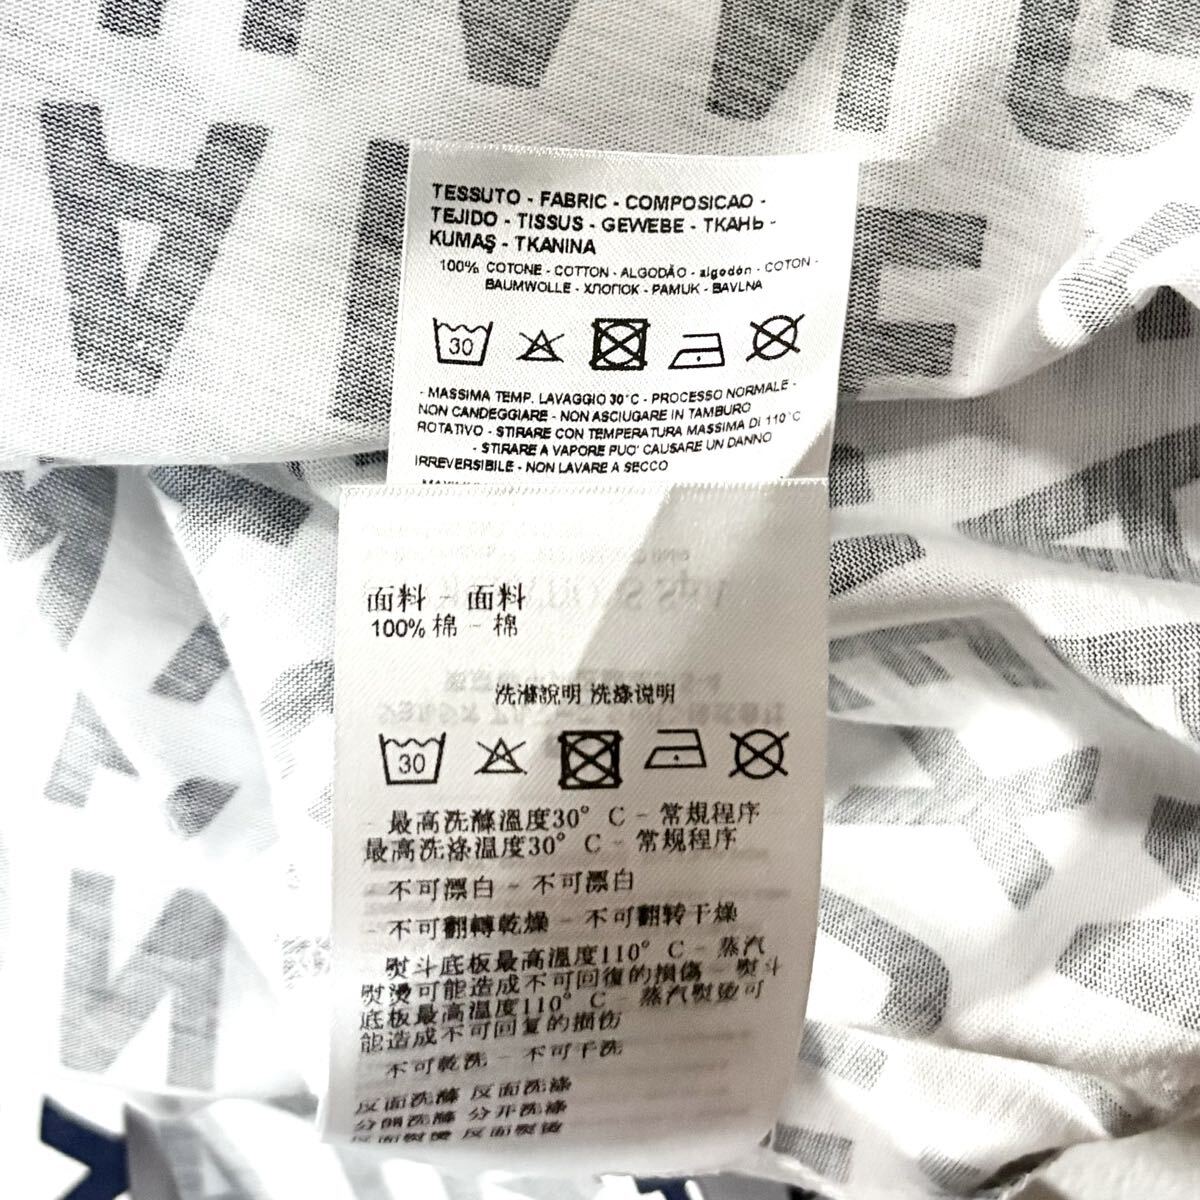 TESSUTO - FABRIC - COMPOSICAO -
TEJIDO - TISSUS - GEWEBE - ТКАНЬ -
KUMAŞ - TKANINA
100% COTONE - COTTON - ALGODÃO - algodón - COTON -
BAUMWOLLE - ХЛОПОК - PAMUK - BAVLNA
30
- MASSIMA TEMP. LAVAGGIO 30°C - PROCESSO NORMALE -
NON CANDEGGIARE - NON ASCIUGARE IN TAMBURO
ROTATIVO - STIRARE CON TEMPERATURA MASSIMA DI 110°C
- STIRARE A VAPORE PUO' CAUSARE UN DANNO
IRREVERSIBILE - NON LAVARE A SECCO
面料 - 面料
100% 棉 - 棉
洗滌說明 洗涤说明
30
- 最高洗滌溫度30° C - 常規程序
最高洗涤温度30° C - 常规程序
- 不可漂白 - 不可漂白
- 不可翻轉乾燥 - 不可翻转干燥
熨斗底板最高溫度110° C - 蒸汽
熨燙可能造成不可回復的損傷 - 熨斗
底板最高温度110° C - 蒸汽熨烫可
能造成不可回复的损伤
- 不可乾洗 - 不可干洗
反面洗滌 反面洗涤
分開洗滌 分开洗涤
反面熨燙 反面熨烫